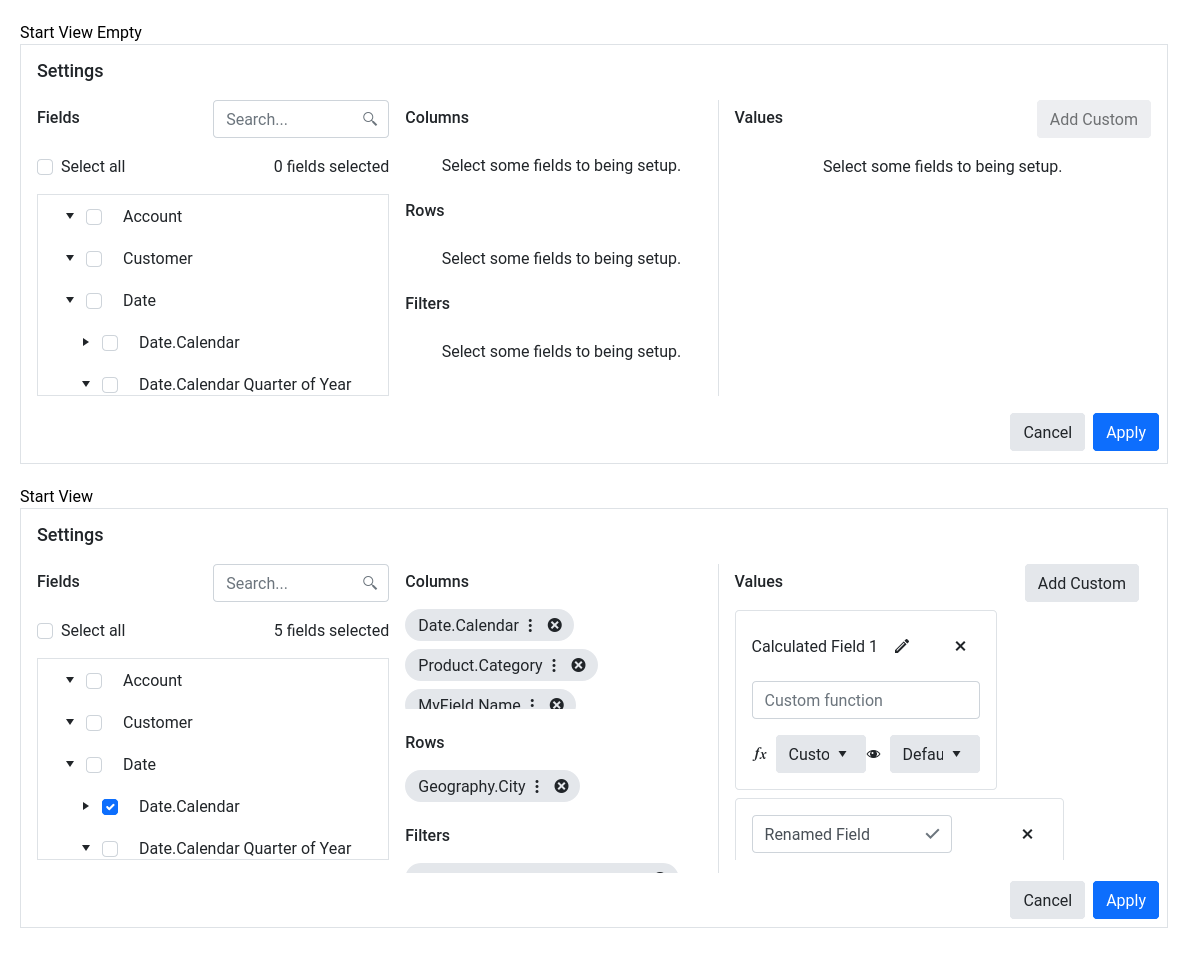 Start View Empty
Settings
Fields
Search...
Select all
0 fields selected
Account
Customer
Date
Date.Calendar
Date.Calendar Quarter of Year
Columns
Select some fields to being setup.
Rows
Select some fields to being setup.
Filters
Select some fields to being setup.
Values
Add Custom
Select some fields to being setup.
Cancel
Apply
Start View
Settings
Fields
Search...
Select all
5 fields selected
Account
Customer
Date
Date.Calendar
Date.Calendar Quarter of Year
Columns
Date.Calendar
Product.Category
MyField Name
Rows
Geography.City
Filters
Values
Add Custom
Calculated Field 1
Custom function
fx
Custo
Defau
Renamed Field
Cancel
Apply